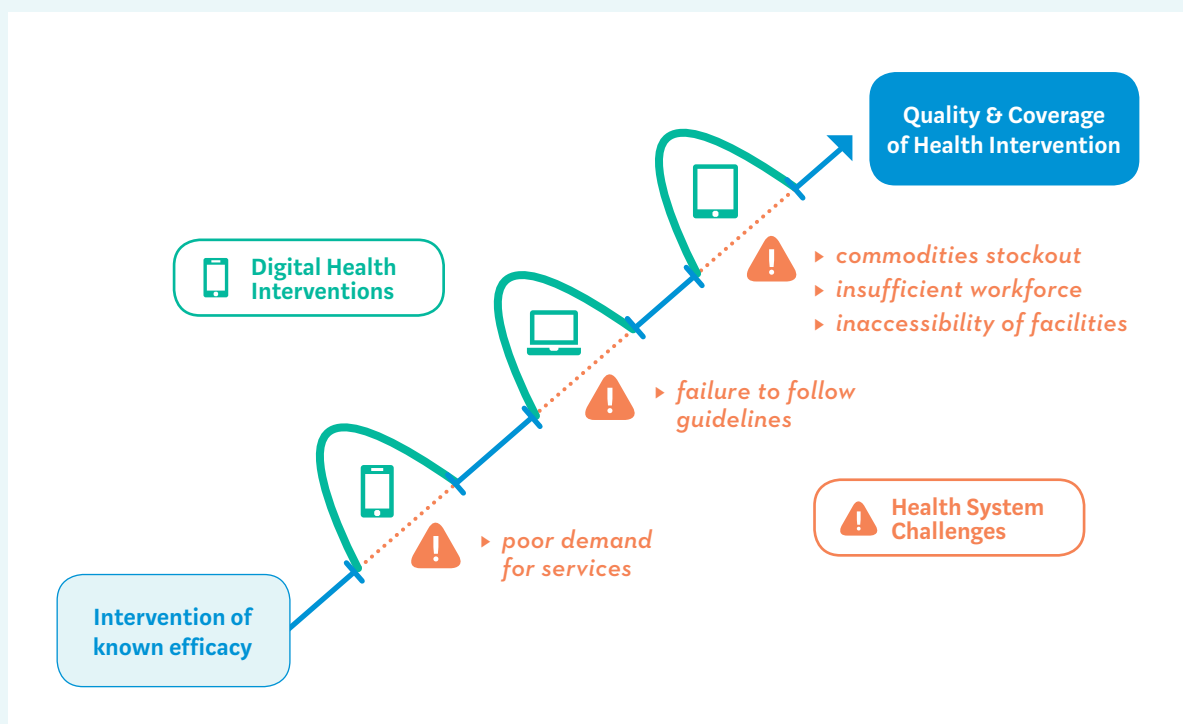 Quality & Coverage
of Health Intervention
Digital Health
Interventions
▸ commodities stockout
▸ insufficient workforce
▸ inaccessibility of facilities
▸ failure to follow
guidelines
Health System
Challenges
▸ poor demand
for services
Intervention of
known efficacy